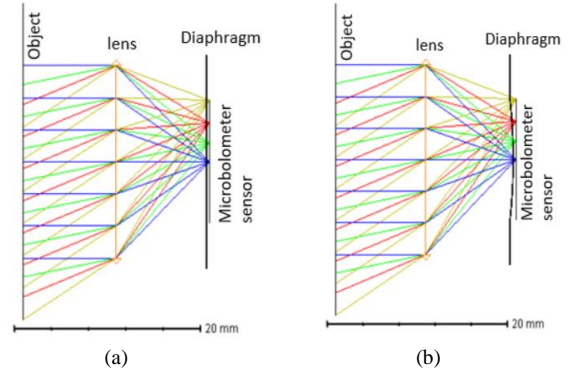 Object
lens
Diaphragm
Microbolometer
sensor
20 mm
(a)
Object
lens
Diaphragm
Microbolometer
sensor
20 mm
(b)